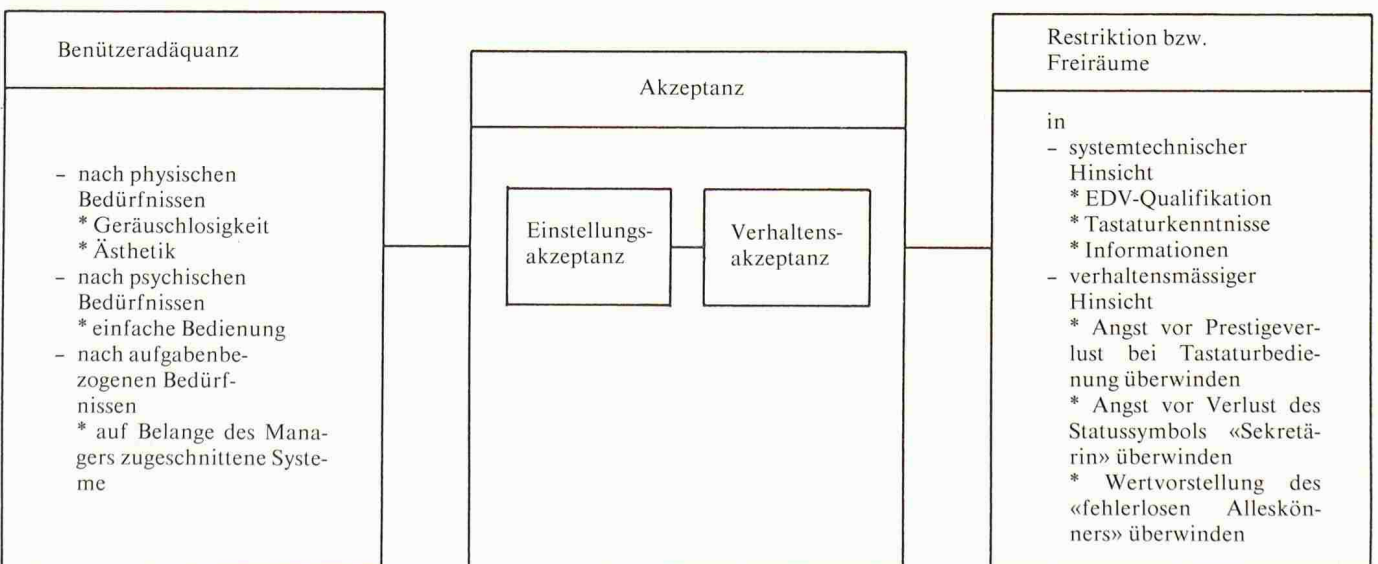 Benützeradäquanz
– nach physischen
Bedürfnissen
* Geräuschlosigkeit
* Ästhetik
– nach psychischen
Bedürfnissen
* einfache Bedienung
– nach aufgabenbe-
zogenen Bedürf-
nissen
* auf Belange des Mana-
gers zugeschnittene Syste-
me
Akzeptanz
Einstellungs-
akzeptanz
Verhaltens-
akzeptanz
Restriktion bzw.
Freiräume
in
– systemtechnischer
Hinsicht
* EDV-Qualifikation
* Tastaturkenntnisse
* Informationen
– verhaltensmässiger
Hinsicht
* Angst vor Prestigever-
lust bei Tastaturbedie-
nung überwinden
* Angst vor Verlust des
Statussymbols «Sekretä-
rin» überwinden
* Wertvorstellung des
«fehlerlosen Alleskön-
ners» überwinden